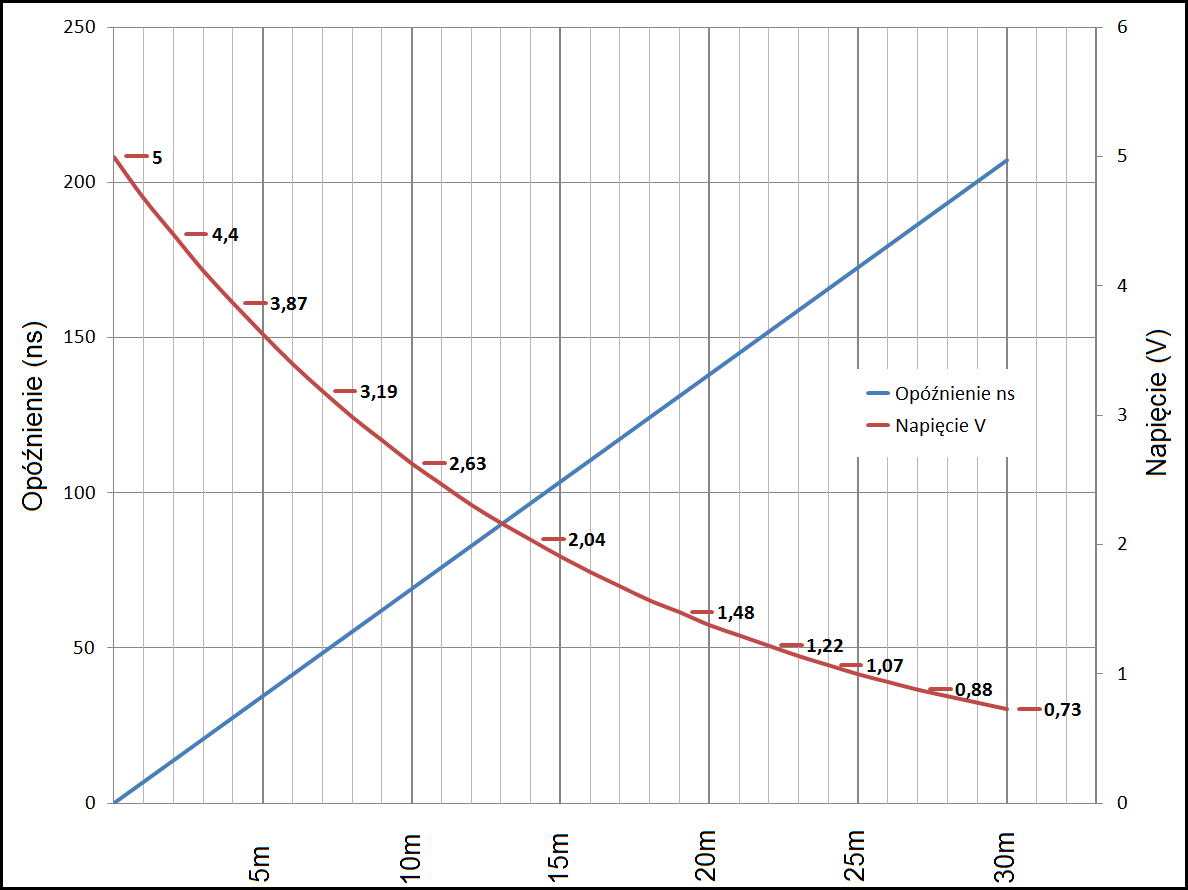 250
200
150
100
50
0
Opóźnienie (ns)
5
4,4
3,87
3,19
2,63
2,04
1,48
1,22
1,07
0,88
0,73
Opóźnienie ns
Napięcie V
6
5
4
3
2
1
0
Napięcie (V)
5m
10m
15m
20m
25m
30m